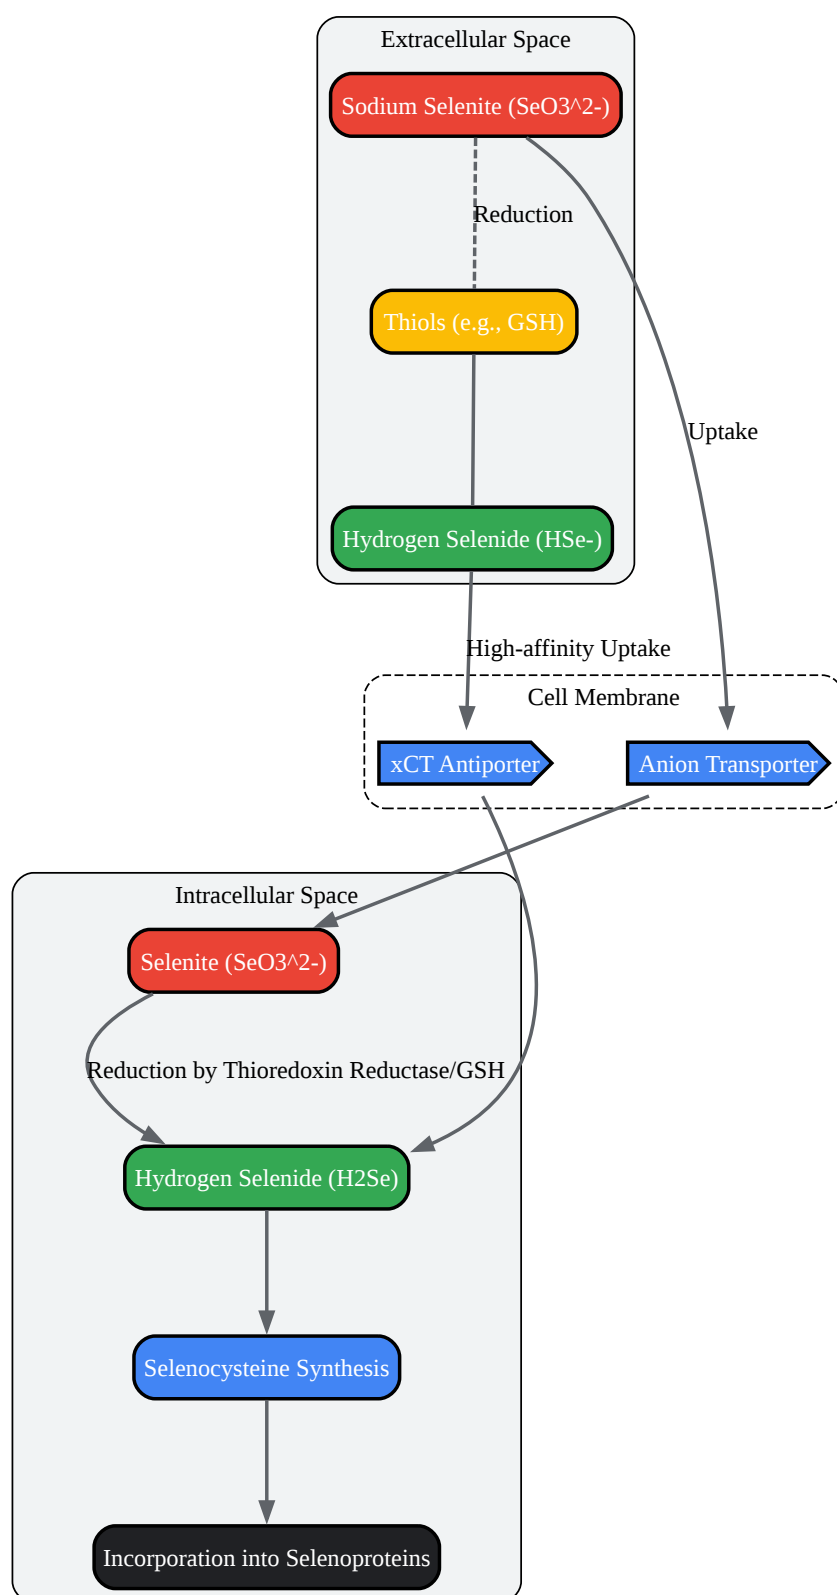 Extracellular Space
Sodium Selenite (SeO3^2-)
Reduction
Thiols (e.g., GSH)
Uptake
Hydrogen Selenide (HSe-)
High-affinity Uptake
Cell Membrane
xCT Antiporter
Anion Transporter
Intracellular Space
Selenite (SeO3^2-)
Reduction by Thioredoxin Reductase/GSH
Hydrogen Selenide (H2Se)
Selenocysteine Synthesis
Incorporation into Selenoproteins